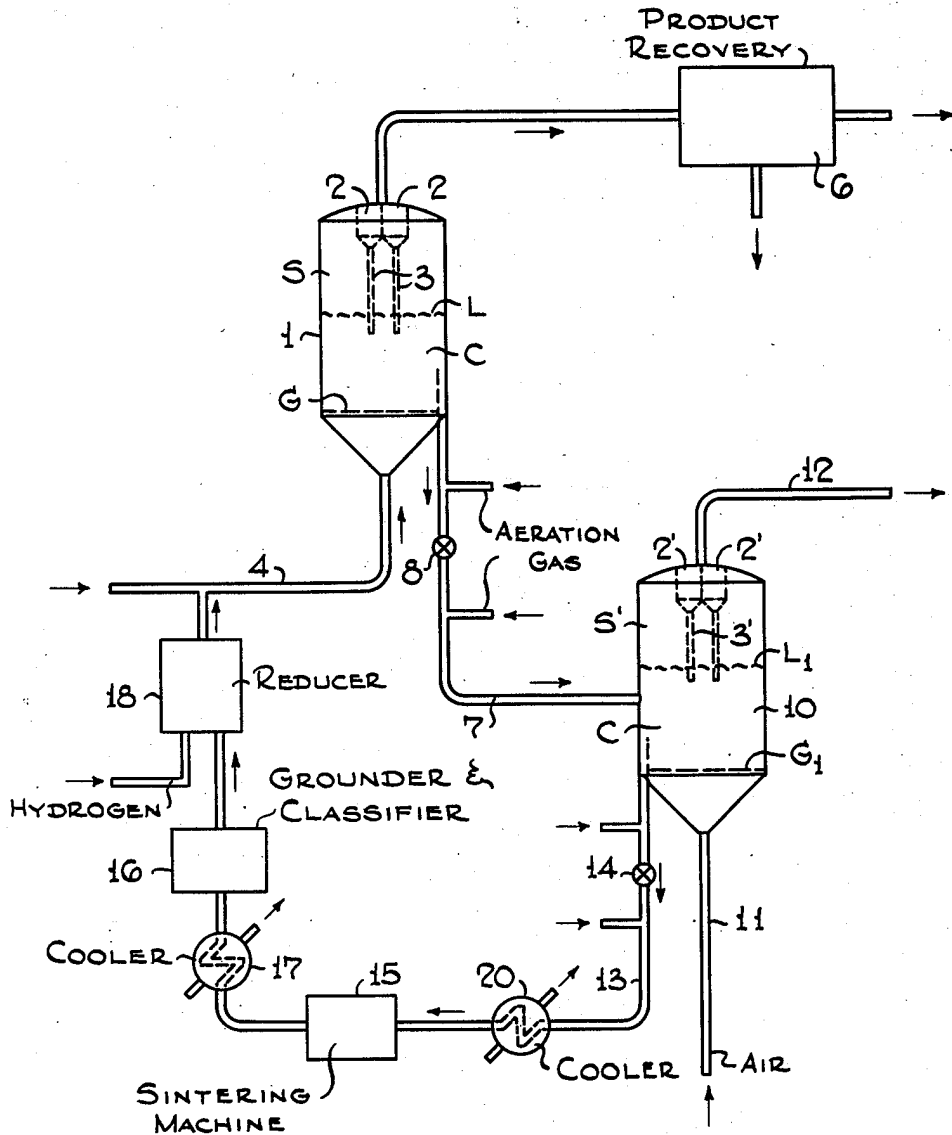 PRODUCT
RECOVERY
6
2
2
S
3
L
1
C
G
12
AERATION
GAS
8
4
2'
2'
S'
3'
L1
18
REDUCER
10
7
C
G1
HYDROGEN
GROUNDER &
CLASSIFIER
14
16
11
COOLER
17
15
20
13
COOLER
AIR
SINTERING
MACHINE